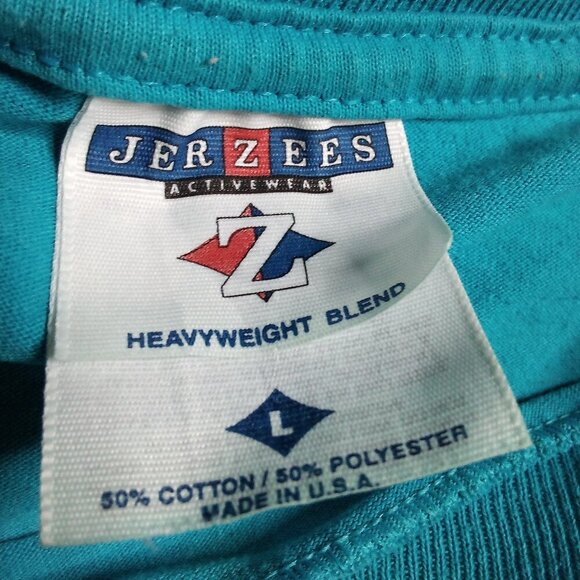 JERZEES
ACTIVEWEAR
Z
HEAVYWEIGHT BLEND
L
50% COTTON / 50% POLYESTER
MADE IN U.S.A.